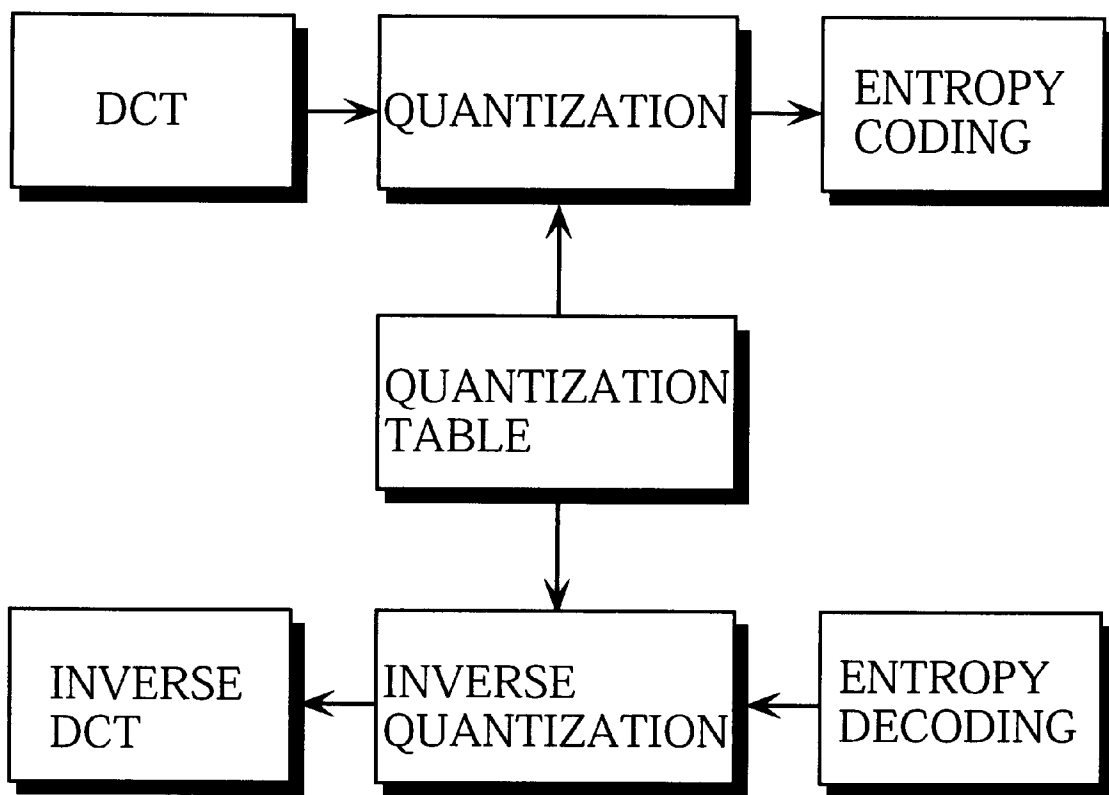 DCT
QUANTIZATION
ENTROPY
CODING
QUANTIZATION
TABLE
INVERSE
DCT
INVERSE
QUANTIZATION
ENTROPY
DECODING